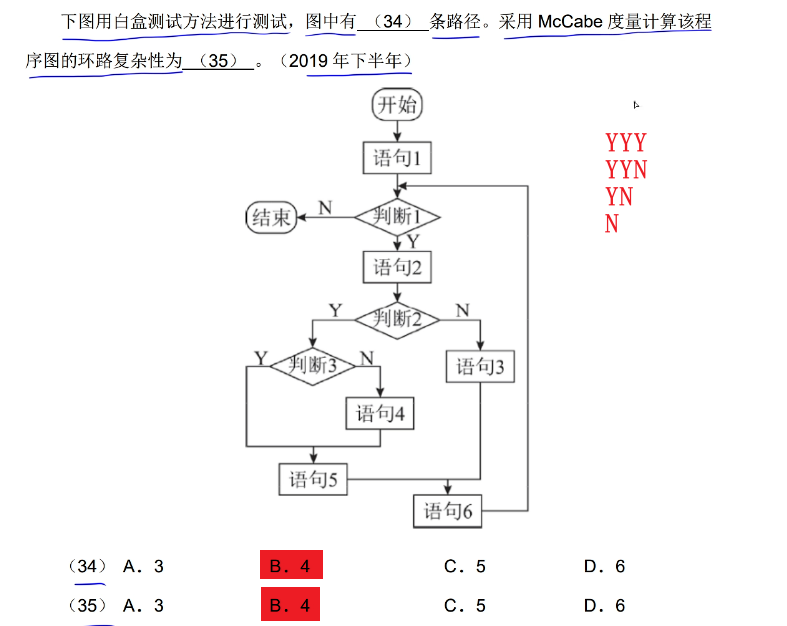 下图用白盒测试方法进行测试，图中有 （34） 条路径。采用 McCabe 度量计算该程
序图的环路复杂性为 （35） 。（2019 年下半年）
开始
YYY
语句1
YYN
YN
N
结束
N
判断1
Y
语句2
Y
判断2
N
Y
判断3
N
语句3
语句4
语句5
语句6
（34） A．3 B．4 C．5 D．6
（35） A．3 B．4 C．5 D．6